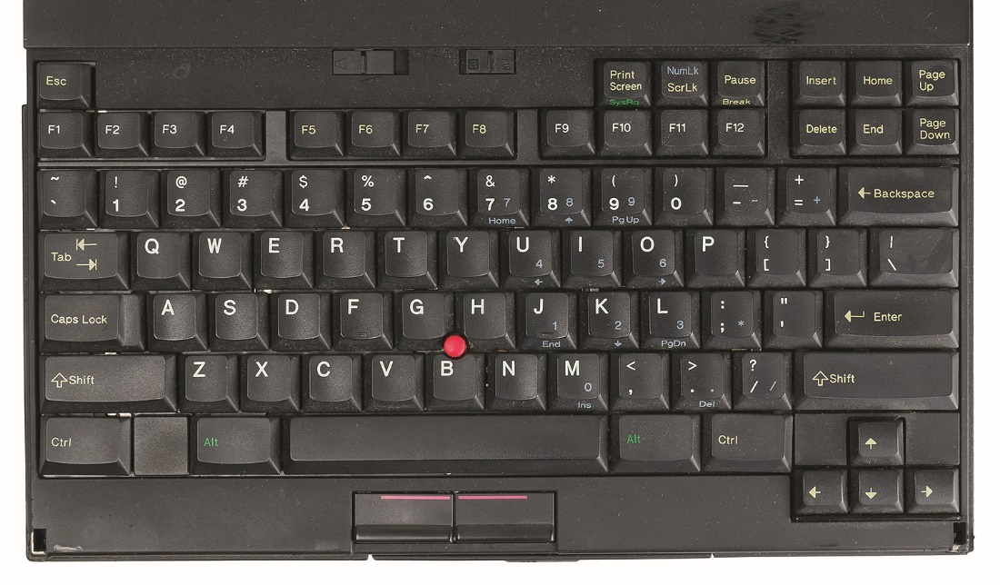 Esc Print Screen SysRq NumLk ScrLk Pause Break Insert Home Page Up
F1 F2 F3 F4 F5 F6 F7 F8 F9 F10 F11 F12 Delete End Page Down
~ ` ! 1 @ 2 # 3 $ 4 % 5 ^ 6 & 7 7 Home * 8 8 ↑ ( 9 9 PgUp ) 0 — - - + = + ← Backspace
Tab ⇤ ⇥ Q W E R T Y U 4 ← I 5 O 6 → P { [ } ] | \
Caps Lock A S D F G H J 1 End K 2 ↓ L 3 PgDn : ; * " ' ↵ Enter
⇧ Shift Z X C V B N M 0 Ins < , > . . Del ? / / ⇧ Shift
Ctrl Alt Alt Ctrl ↑
← ↓ →